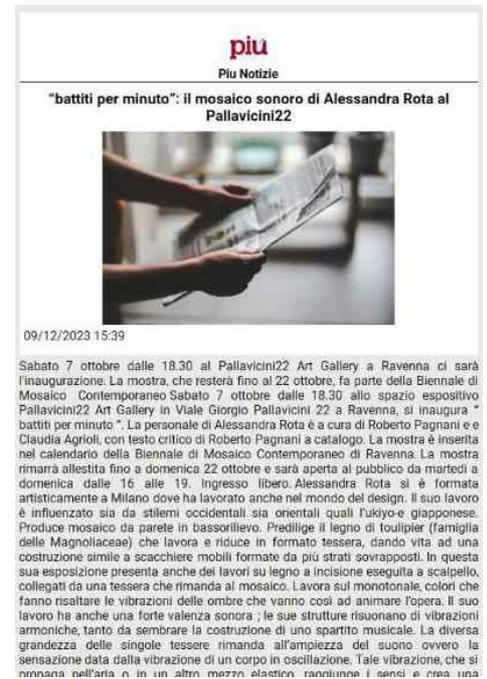 più
Piu Notizie
“battiti per minuto”: il mosaico sonoro di Alessandra Rota al
Pallavicini22
09/12/2023 15:39
Sabato 7 ottobre dalle 18.30 al Pallavicini22 Art Gallery a Ravenna ci sarà
l'inaugurazione. La mostra, che resterà fino al 22 ottobre, fa parte della Biennale di
Mosaico Contemporaneo Sabato 7 ottobre dalle 18.30 allo spazio espositivo
Pallavicini22 Art Gallery in Viale Giorgio Pallavicini 22 a Ravenna, si inaugura “
battiti per minuto “. La personale di Alessandra Rota è a cura di Roberto Pagnani e e
Claudia Agrioli, con testo critico di Roberto Pagnani a catalogo. La mostra è inserita
nel calendario della Biennale di Mosaico Contemporaneo di Ravenna. La mostra
rimarrà allestita fino a domenica 22 ottobre e sarà aperta al pubblico da martedì a
domenica dalle 16 alle 19. Ingresso libero. Alessandra Rota si è formata
artisticamente a Milano dove ha lavorato anche nel mondo del design. Il suo lavoro
è influenzato sia da stilemi occidentali sia orientali quali l'ukiyo-e giapponese.
Produce mosaico da parete in bassorilievo. Predilige il legno di toulipier (famiglia
delle Magnoliaceae) che lavora e riduce in formato tessera, dando vita ad una
costruzione simile a scacchiere mobili formate da più strati sovrapposti. In questa
sua esposizione presenta anche dei lavori su legno a incisione eseguita a scalpello,
collegati da una tessera che rimanda al mosaico. Lavora sul monotonale, colori che
fanno risaltare le vibrazioni delle ombre che vanno così ad animare l'opera. Il suo
lavoro ha anche una forte valenza sonora ; le sue strutture risuonano di vibrazioni
armoniche, tanto da sembrare la costruzione di uno spartito musicale. La diversa
grandezza delle singole tessere rimanda all'ampiezza del suono ovvero la
sensazione data dalla vibrazione di un corpo in oscillazione. Tale vibrazione, che si
propaga nell'aria o in un altro mezzo elastico, raggiunge i sensi e crea una